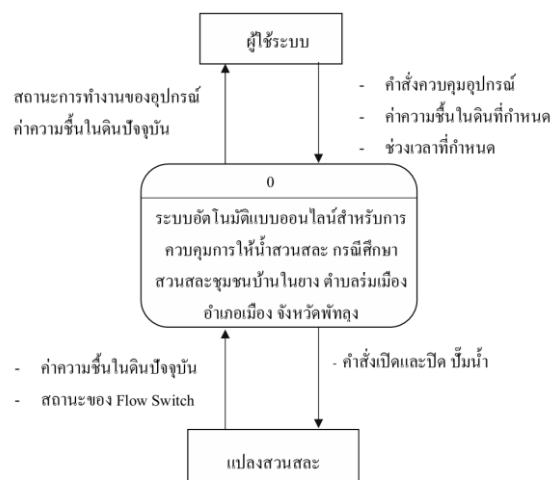 ผู้ใช้ระบบ
สถานะการทำงานของอุปกรณ์
ค่าความชื้นในดินปัจจุบัน
- คำสั่งควบคุมอุปกรณ์
- ค่าความชื้นในดินที่กำหนด
- ช่วงเวลาที่กำหนด
0
ระบบอัตโนมัติแบบออนไลน์สำหรับการ
ควบคุมการให้น้ำสวนสละ กรณีศึกษา
สวนสละชุมชนบ้านในยาง ตำบลร่มเมือง
อำเภอเมือง จังหวัดพัทลุง
- ค่าความชื้นในดินปัจจุบัน
- สถานะของ Flow Switch
- คำสั่งเปิดและปิด ปั๊มน้ำ
แปลงสวนสละ